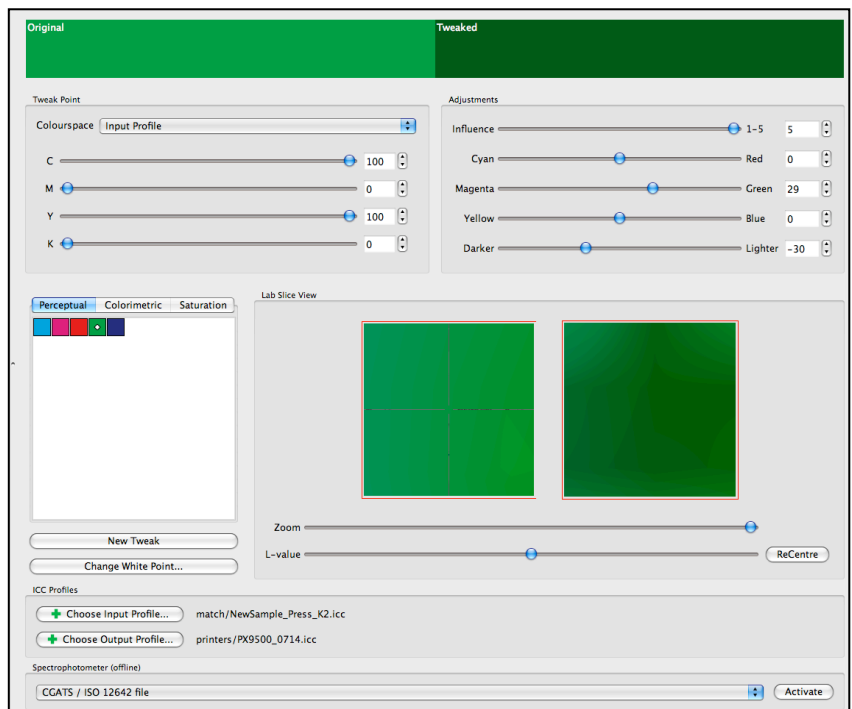 Original Tweaked
Tweak Point
Colourspace Input Profile
C 100
M 0
Y 100
K 0
Adjustments
Influence 1-5 5
Cyan Red 0
Magenta Green 29
Yellow Blue 0
Darker Lighter -30
Perceptual Colorimetric Saturation
New Tweak
Change White Point...
Lab Slice View
Zoom
L-value ReCentre
ICC Profiles
Choose Input Profile... match/NewSample_Press_K2.icc
Choose Output Profile... printers/PX9500_0714.icc
Spectrophotometer (offline)
CGATS / ISO 12642 file Activate